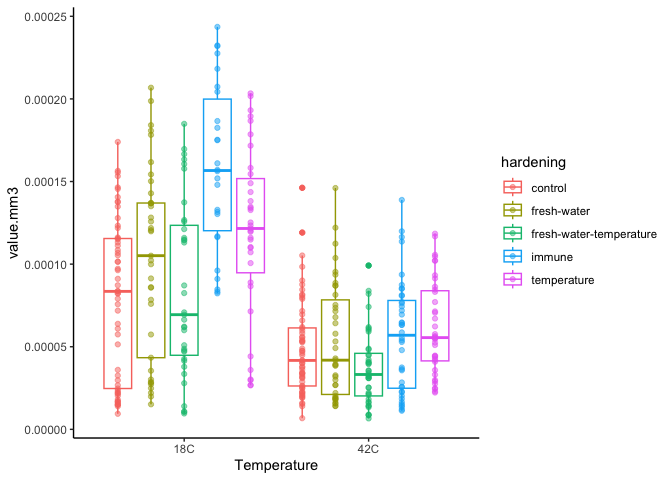 0.00025
0.00020
0.00015
0.00010
0.00005
0.00000
value.mm3
18C
42C
Temperature
hardening
control
fresh-water
fresh-water-temperature
immune
temperature